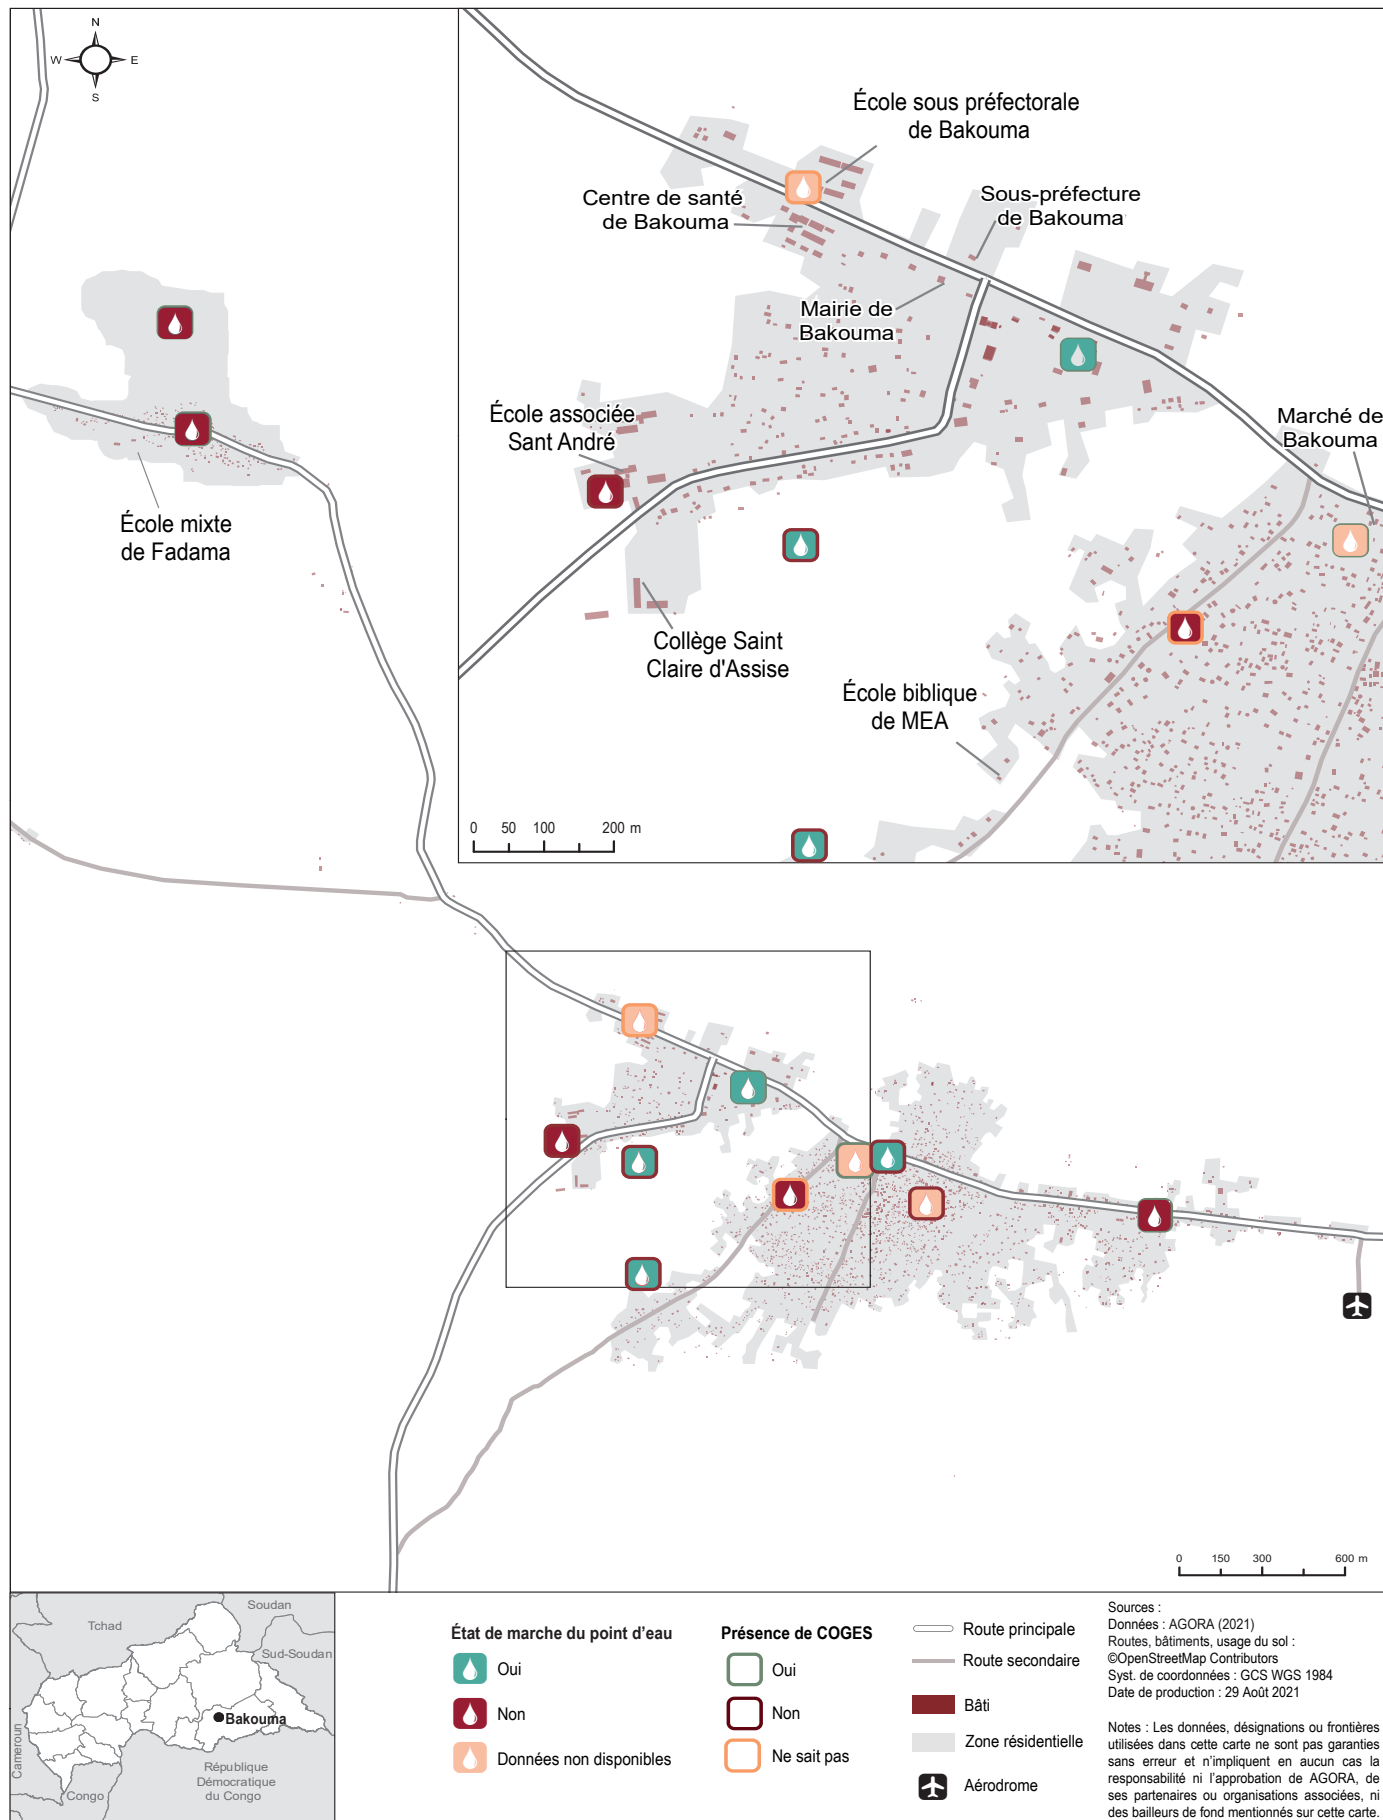 N
W
E
S
École sous préfectorale
de Bakouma
Centre de santé
de Bakouma
Sous-préfecture
de Bakouma
Mairie de
Bakouma
École associée
Sant André
Marché de
Bakouma
École mixte
de Fadama
Collège Saint
Claire d'Assise
École biblique
de MEA
0 50 100 200 m
0 150 300 600 m
Soudan
Tchad
Sud-Soudan
Bakouma
Cameroun
République
Démocratique
du Congo
Congo
État de marche du point d'eau
Oui
Non
Données non disponibles
Présence de COGES
Oui
Non
Ne sait pas
Route principale
Route secondaire
Bâti
Zone résidentielle
Aérodrome
Sources :
Données : AGORA (2021)
Routes, bâtiments, usage du sol :
©OpenStreetMap Contributors
Syst. de coordonnées : GCS WGS 1984
Date de production : 29 Août 2021
Notes : Les données, désignations ou frontières
utilisées dans cette carte ne sont pas garanties
sans erreur et n'impliquent en aucun cas la
responsabilité ni l'approbation de AGORA, de
ses partenaires ou organisations associées, ni
des bailleurs de fond mentionnés sur cette carte.